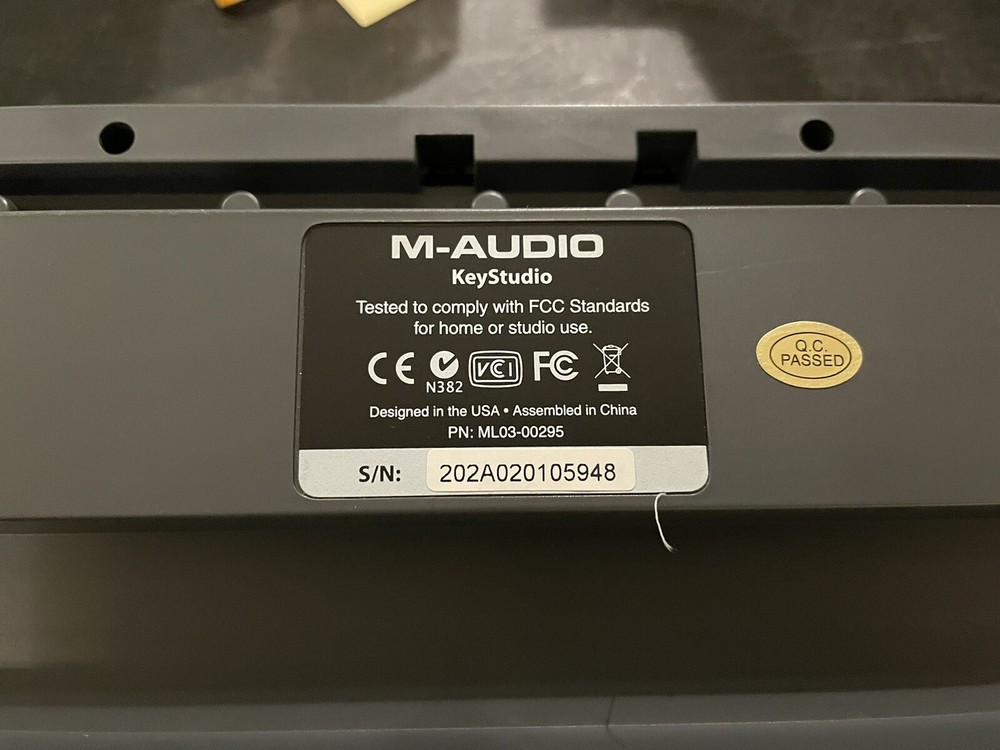 M-AUDIO
KeyStudio
Tested to comply with FCC Standards
for home or studio use.
CE N382 VCI FC
Designed in the USA • Assembled in China
PN: ML03-00295
S/N: 202A020105948
Q.C.
PASSED